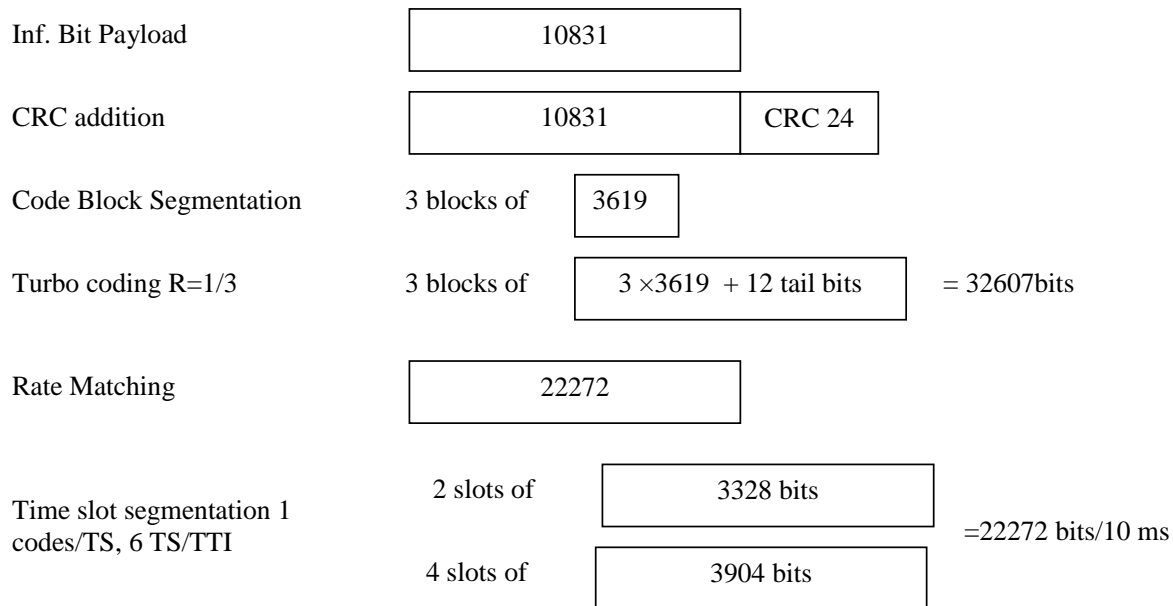 Inf. Bit Payload 10831
CRC addition 10831 CRC 24
Code Block Segmentation 3 blocks of 3619
Turbo coding R=1/3 3 blocks of 3 ×3619 + 12 tail bits = 32607bits
Rate Matching 22272
2 slots of 3328 bits
Time slot segmentation 1
codes/TS, 6 TS/TTI
=22272 bits/10 ms
4 slots of 3904 bits